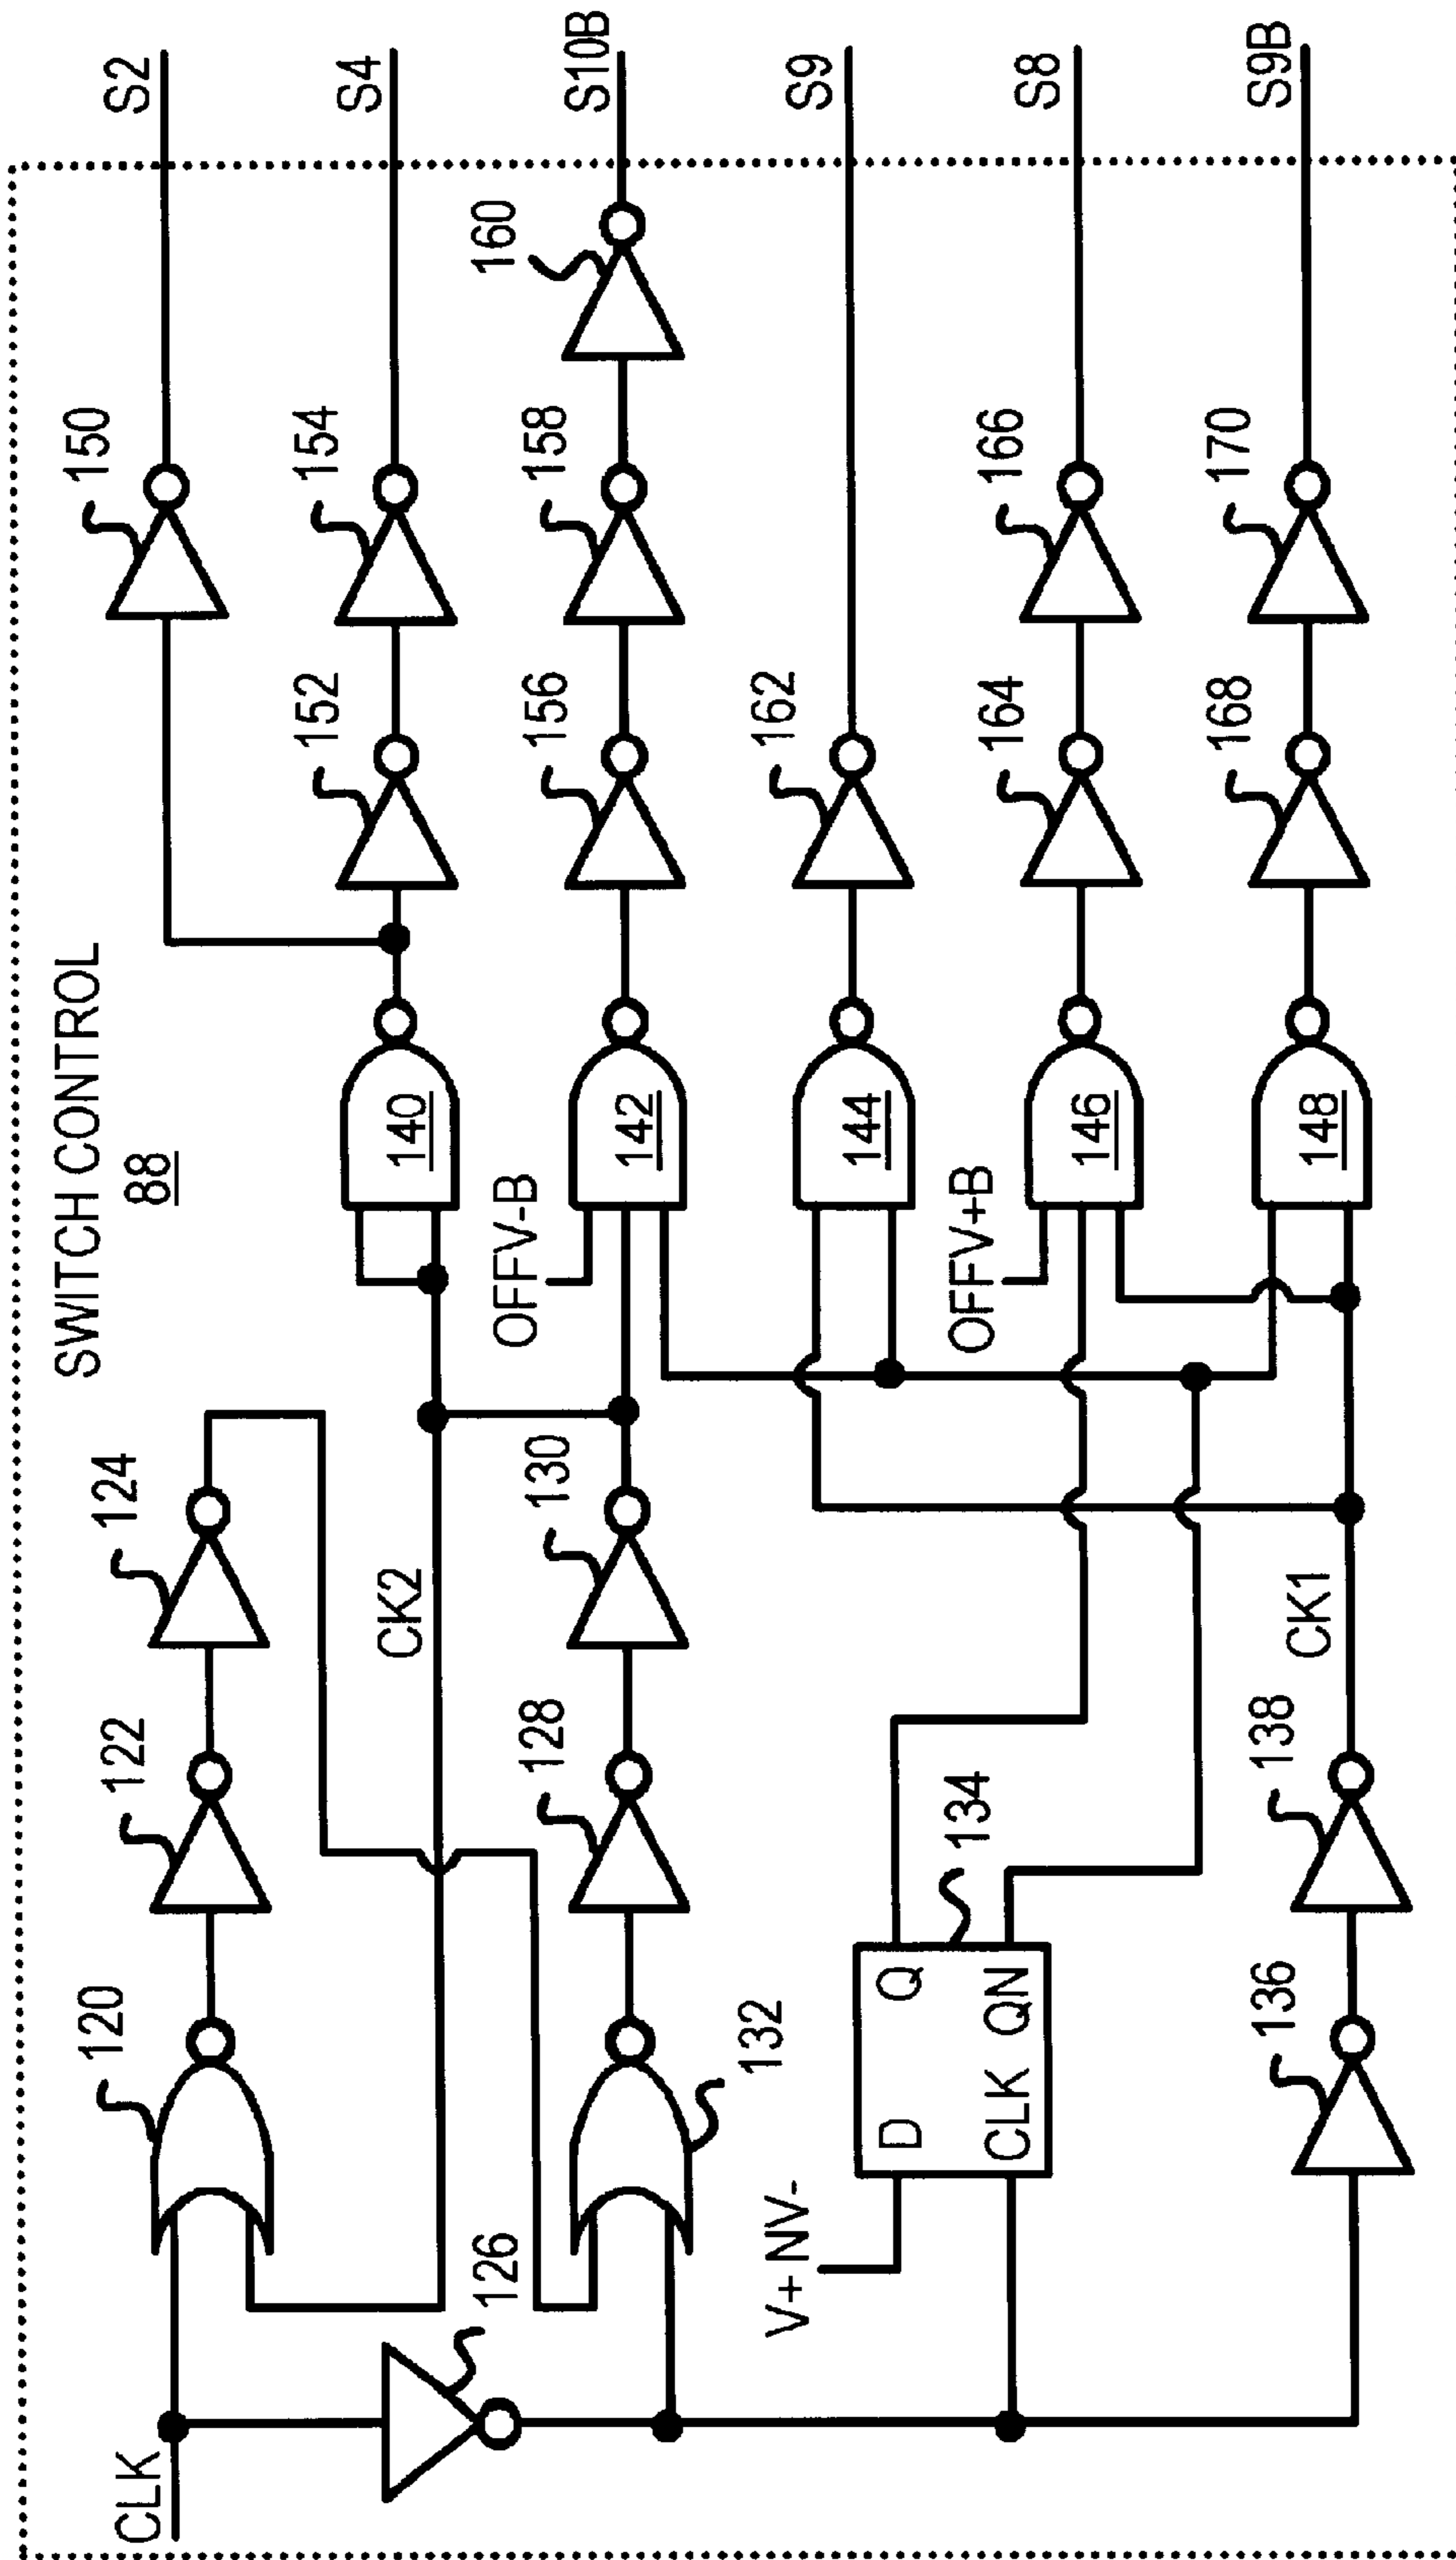 SWITCH CONTROL
88
CLK
120
122
124
126
CK2
132
128
130
V+ NV-
D
Q
CLK QN
134
136
138
CK1
OFFV-B
OFFV+B
140
142
144
146
148
150
152
154
156
158
160
162
164
166
168
170
S2
S4
S10B
S9
S8
S9B